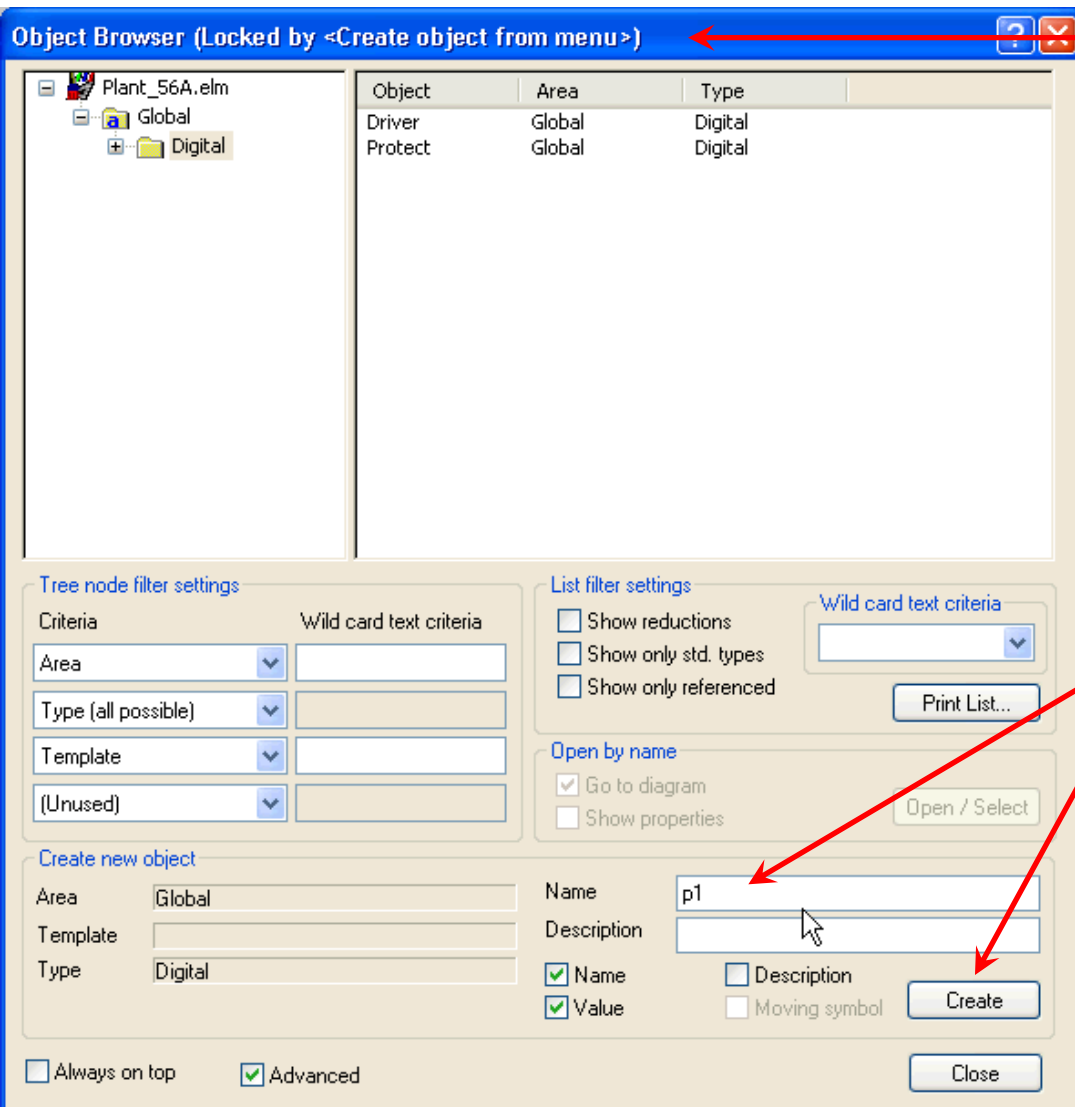 Object Browser (Locked by <Create object from menu>)
Plant_56A.elm
Global
Digital
Object Area Type
Driver Global Digital
Protect Global Digital
Tree node filter settings
Criteria Wild card text criteria
Area
Type (all possible)
Template
(Unused)
List filter settings
Show reductions
Show only std. types
Show only referenced
Wild card text criteria
Print List...
Open by name
Go to diagram
Show properties
Open / Select
Create new object
Area Global
Template
Type Digital
Name p1
Description
Name Description
Value Moving symbol
Create
Always on top Advanced
Close